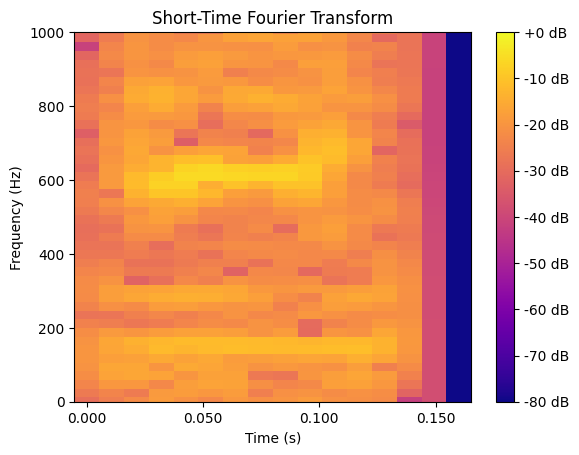 Short-Time Fourier Transform
1000
800
600
400
200
0
Frequency (Hz)
0.000
0.050
0.100
0.150
Time (s)
+0 dB
-10 dB
-20 dB
-30 dB
-40 dB
-50 dB
-60 dB
-70 dB
-80 dB